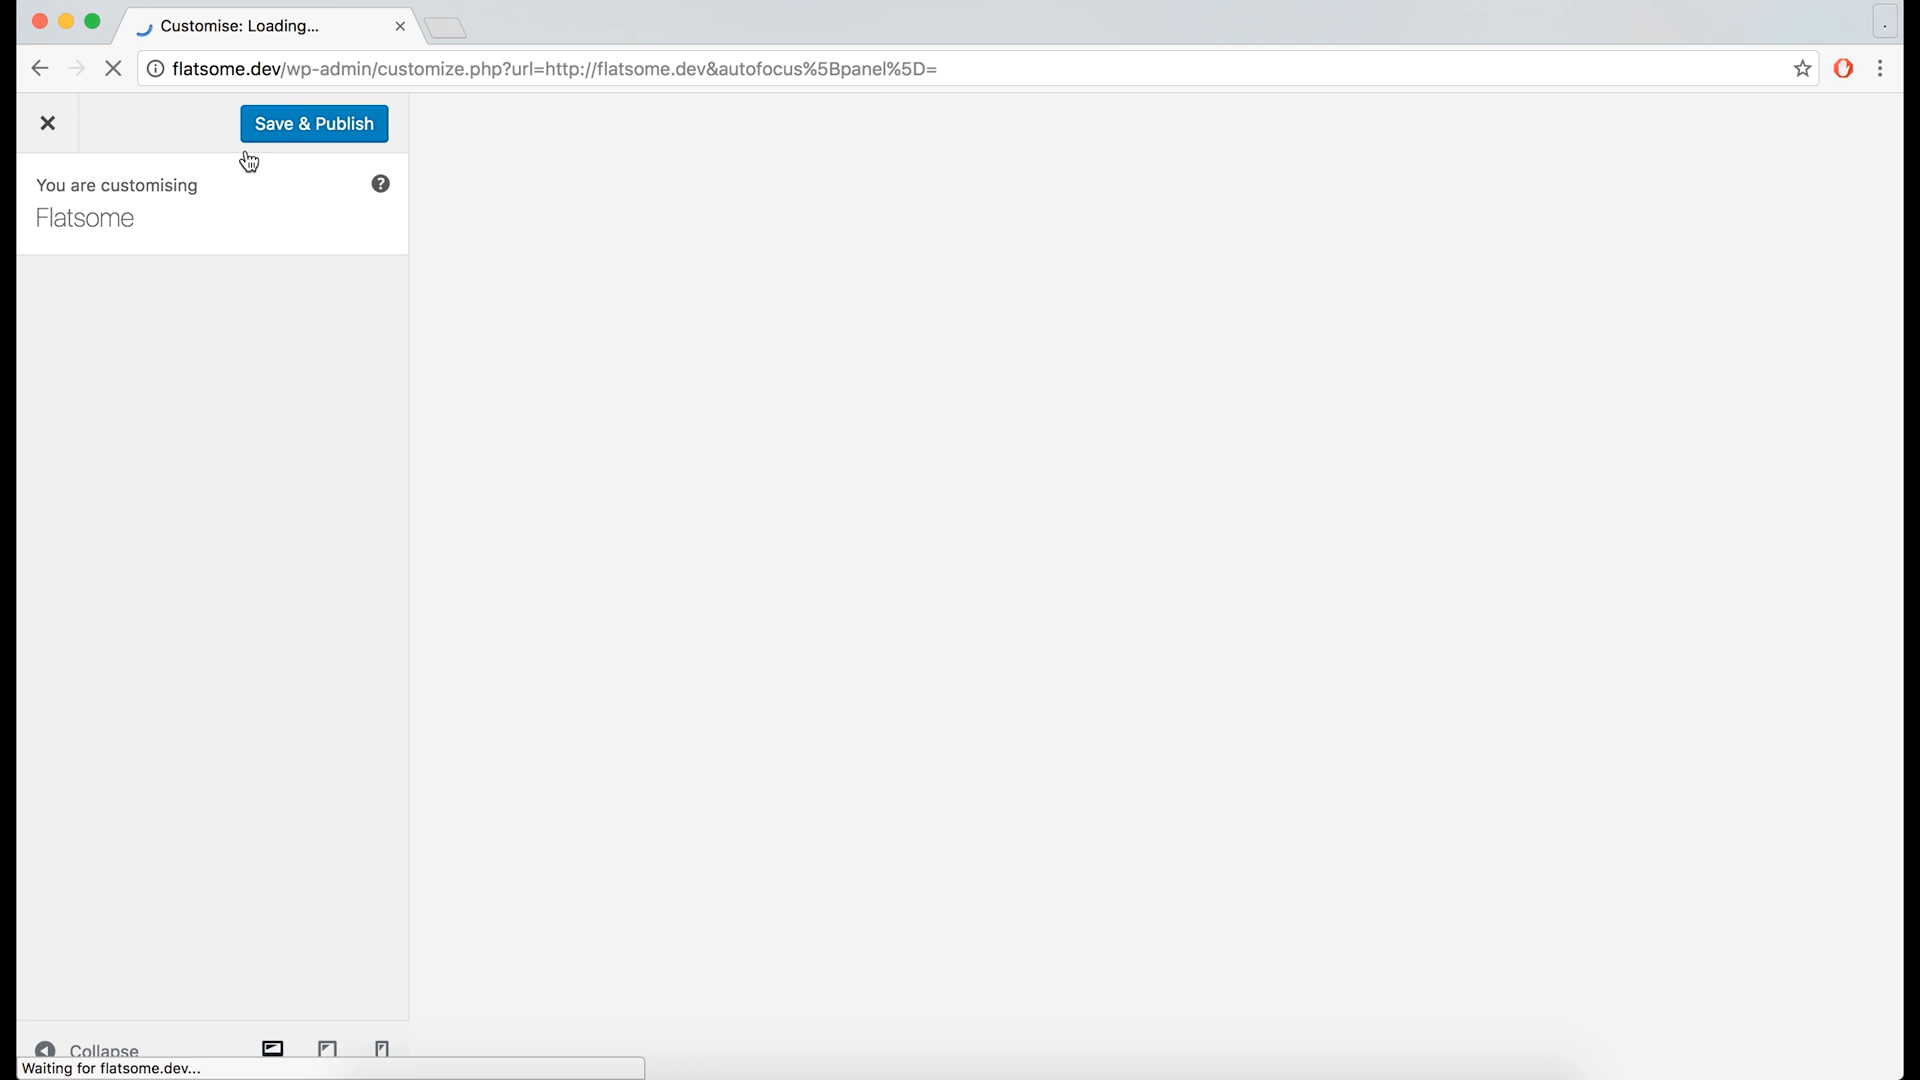 Customise: Loading...
flatsome.dev/wp-admin/customize.php?url=http://flatsome.dev&autofocus%5Bpanel%5D=
Save & Publish
You are customising
Flatsome
Collapse
Waiting for flatsome.dev...